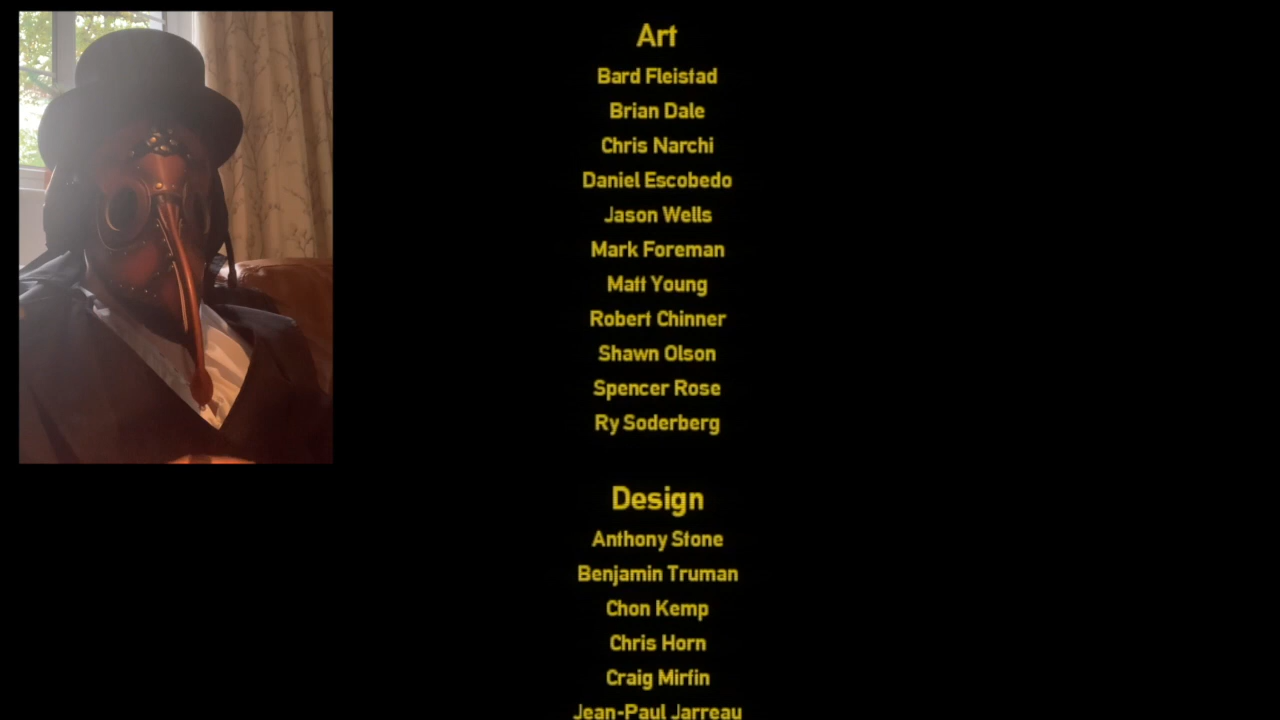 Art
Bard Fleistad
Brian Dale
Chris Narchi
Daniel Escobedo
Jason Wells
Mark Foreman
Matt Young
Robert Chinner
Shawn Olson
Spencer Rose
Ry Soderberg
Design
Anthony Stone
Benjamin Truman
Chon Kemp
Chris Horn
Craig Mirfin
Jean-Paul Jarreau